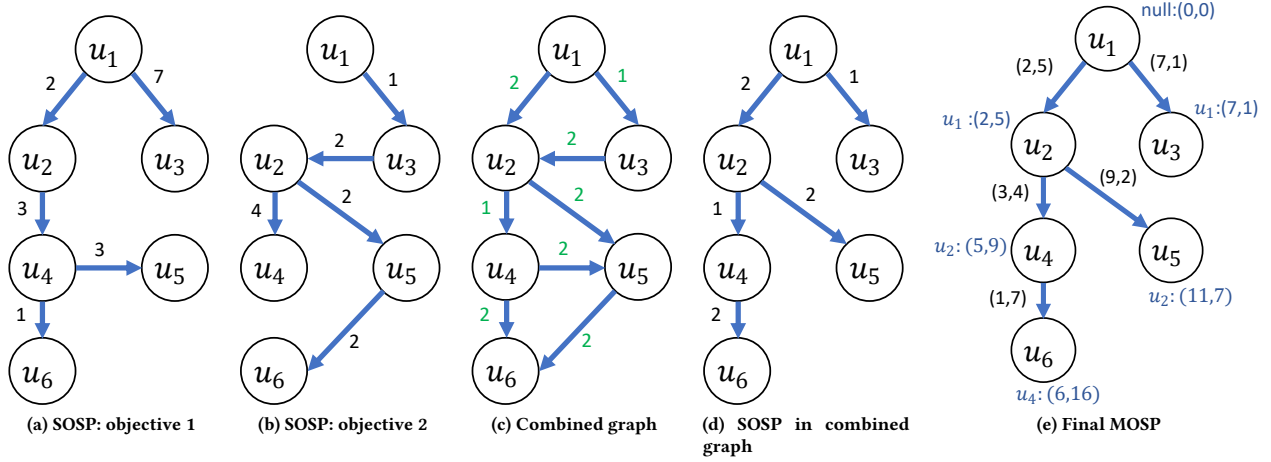 u1
2
7
u2
u3
3
u4
3
u5
1
u6
(a) SOSP: objective 1
u1
1
u2
2
u3
4
2
u4
u5
2
u6
(b) SOSP: objective 2
u1
2
1
u2
2
u3
1
2
u4
2
u5
2
2
u6
(c) Combined graph
u1
2
1
u2
u3
1
2
u4
u5
2
u6
(d) SOSP in combined
graph
null:(0,0)
u1
(2,5)
(7,1)
u1 :(2,5)
u2
u1:(7,1)
u3
(3,4)
(9,2)
u2: (5,9)
u4
u5
u2: (11,7)
(1,7)
u6
u4: (6,16)
(e) Final MOSP